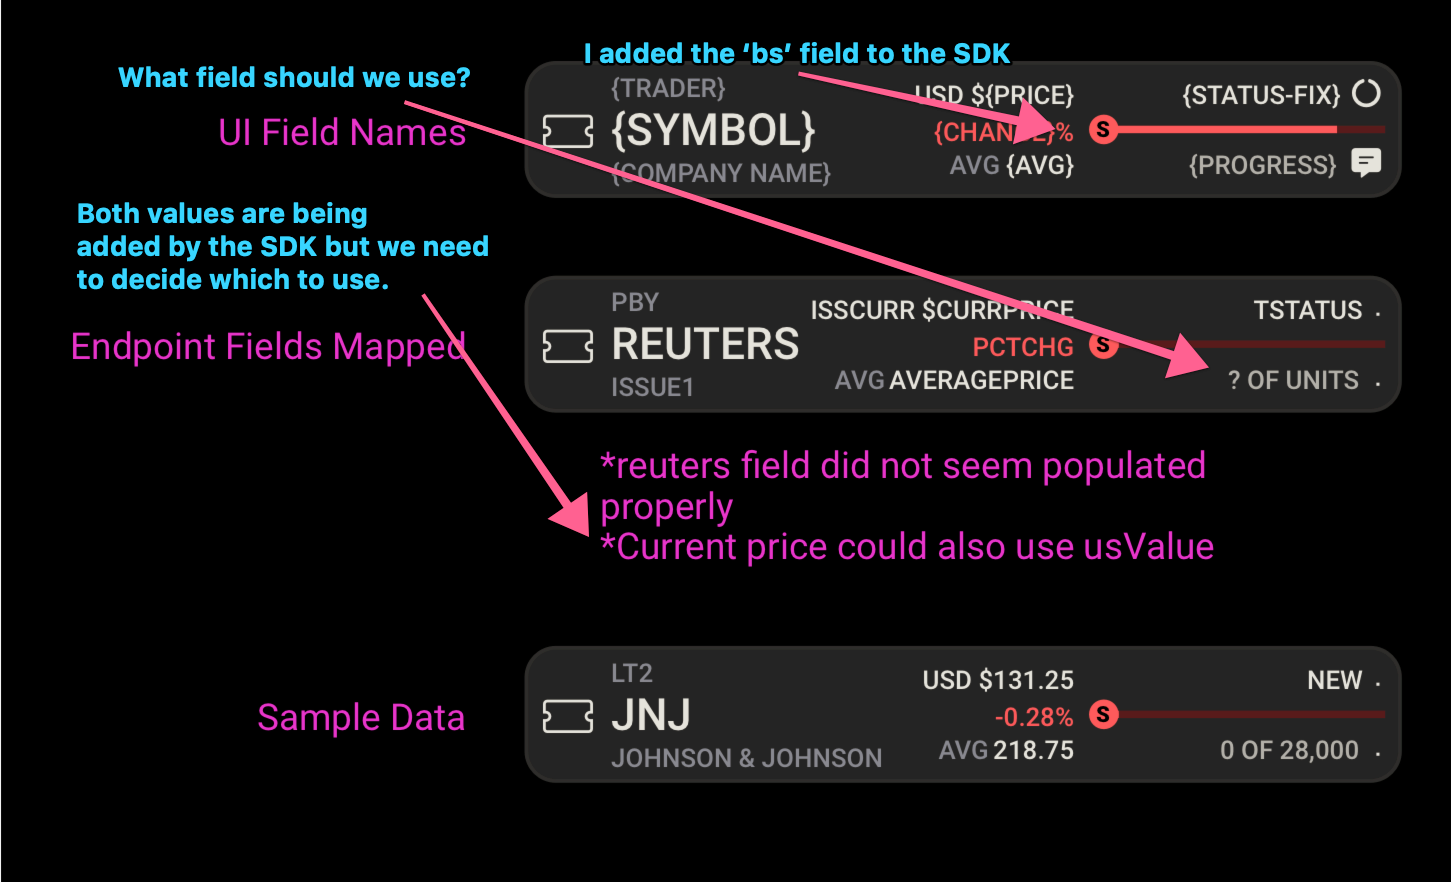 I added the ‘bs’ field to the SDK
What field should we use?
UI Field Names
{TRADER}
{SYMBOL}
{COMPANY NAME}
USD ${PRICE}
{CHANGE}%
AVG {AVG}
S
{STATUS-FIX}
{PROGRESS}
Both values are being
added by the SDK but we need
to decide which to use.
Endpoint Fields Mapped
PBY
REUTERS
ISSUE1
ISSCURR $CURRPRICE
PCTCHG
AVG AVERAGEPRICE
S
TSTATUS .
? OF UNITS .
*reuters field did not seem populated
properly
*Current price could also use usValue
Sample Data
LT2
JNJ
JOHNSON & JOHNSON
USD $131.25
-0.28%
AVG 218.75
S
NEW .
0 OF 28,000 .